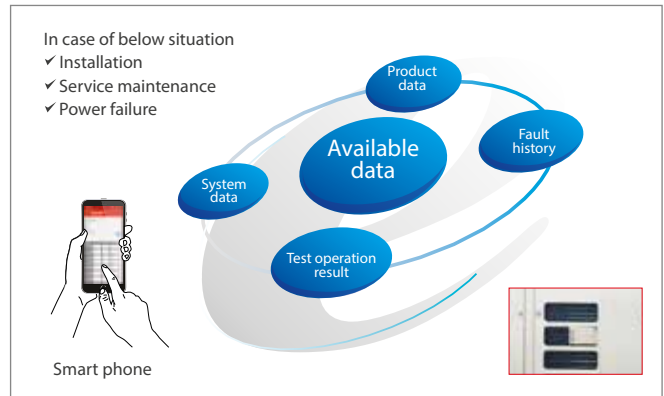 In case of below situation
✓ Installation
✓ Service maintenance
✓ Power failure
Product
data
Available
data
Fault
history
System
data
Test operation
result
Smart phone